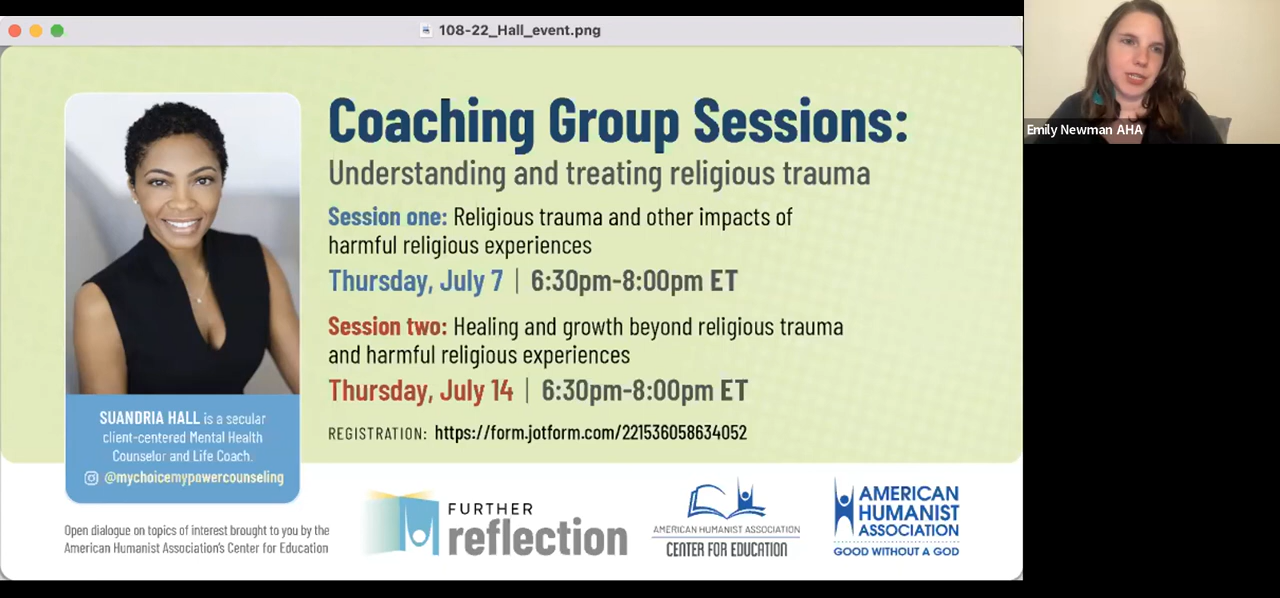 108-22_Hall_event.png
Emily Newman AHA
Coaching Group Sessions:
Understanding and treating religious trauma
Session one: Religious trauma and other impacts of
harmful religious experiences
Thursday, July 7 | 6:30pm-8:00pm ET
Session two: Healing and growth beyond religious trauma
and harmful religious experiences
Thursday, July 14 | 6:30pm-8:00pm ET
REGISTRATION: https://form.jotform.com/221536058634052
SUANDRIA HALL is a secular
client-centered Mental Health
Counselor and Life Coach.
@mychoicemypowercounseling
Open dialogue on topics of interest brought to you by the
American Humanist Association's Center for Education
FURTHER
reflection
AMERICAN HUMANIST ASSOCIATION
CENTER FOR EDUCATION
AMERICAN
HUMANIST
ASSOCIATION
GOOD WITHOUT A GOD